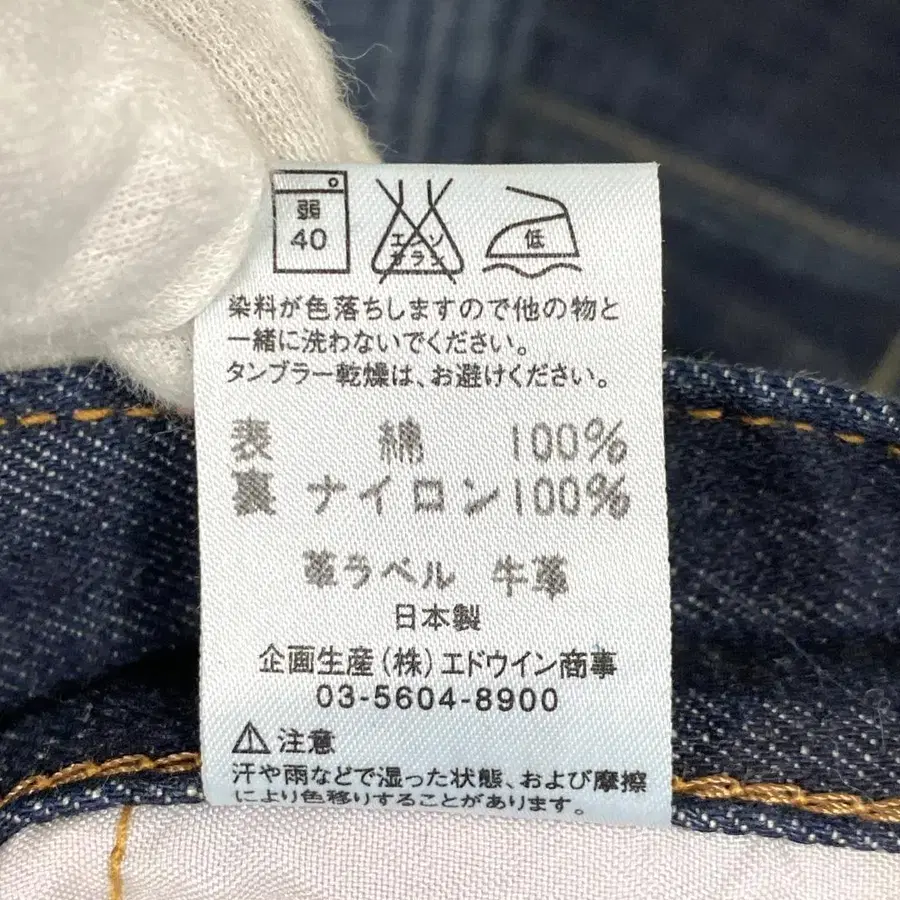 弱
40
エンソ
サラシ
低
染料が色落ちしますので他の物と
一緒に洗わないでください。
タンブラー乾燥は、お避けください。
表 綿 100%
裏 ナイロン100%
革ラベル 牛革
日本製
企画生産(株)エドウイン商事
03-5604-8900
注意
汗や雨などで湿った状態、および摩擦
により色移りすることがあります。